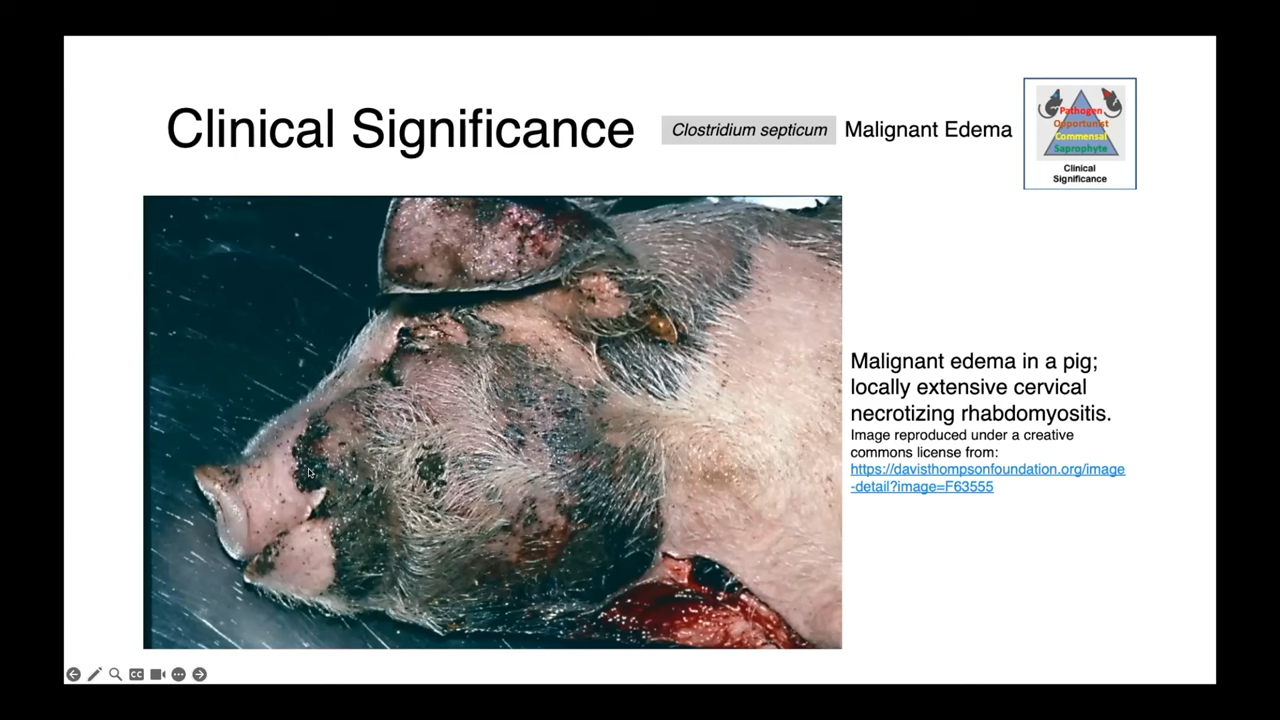 Clinical Significance
Clostridium septicum
Malignant Edema
Pathogen
Opportunist
Commensal
Saprophyte
Clinical
Significance
Malignant edema in a pig;
locally extensive cervical
necrotizing rhabdomyositis.
Image reproduced under a creative
commons license from:
https://davisthompsonfoundation.org/image
-detail?image=F63555
CC